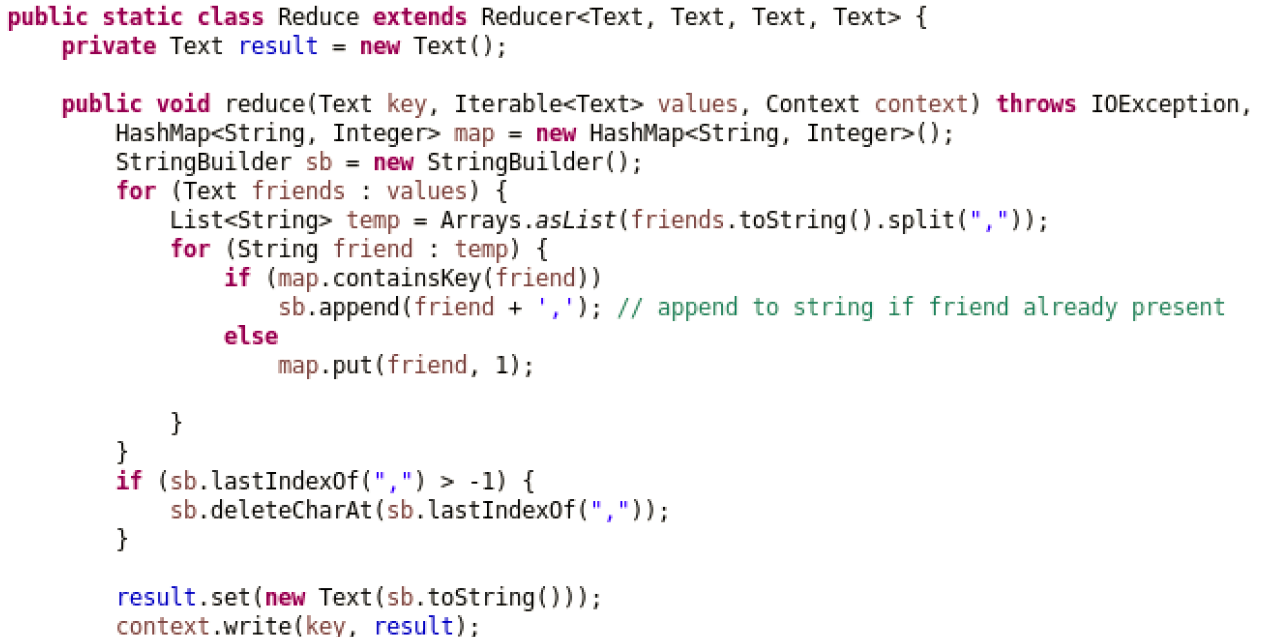 public static class Reduce extends Reducer<Text, Text, Text, Text> {
    private Text result = new Text();

    public void reduce(Text key, Iterable<Text> values, Context context) throws IOException,
        HashMap<String, Integer> map = new HashMap<String, Integer>();
        StringBuilder sb = new StringBuilder();
        for (Text friends : values) {
            List<String> temp = Arrays.asList(friends.toString().split(","));
            for (String friend : temp) {
                if (map.containsKey(friend))
                    sb.append(friend + ','); // append to string if friend already present
                else
                    map.put(friend, 1);

            }
        }
        if (sb.lastIndexOf(",") > -1) {
            sb.deleteCharAt(sb.lastIndexOf(","));
        }

        result.set(new Text(sb.toString()));
        context.write(key, result);